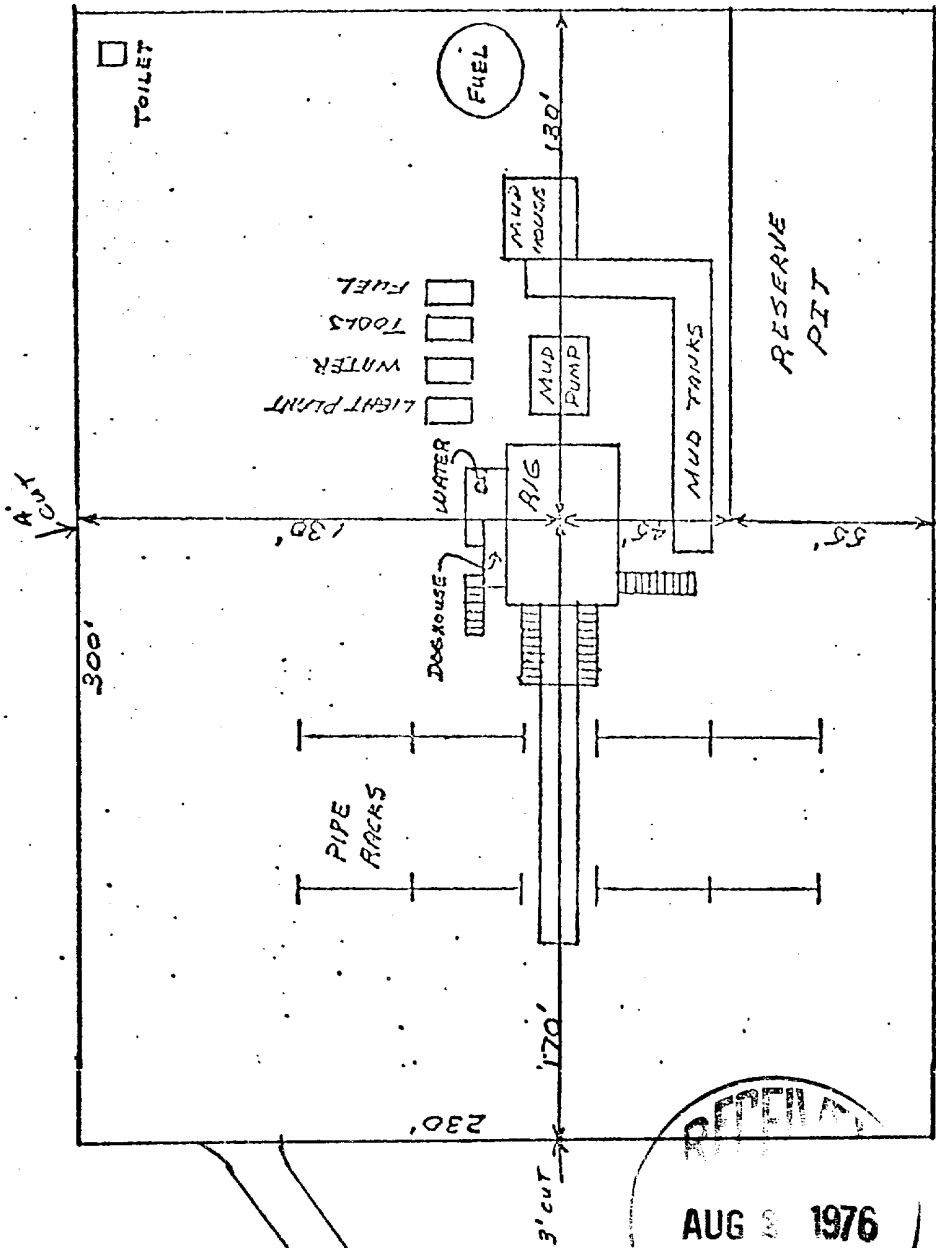 TOILET
FUEL
130'
MUD
HOUSE
FUEL
TOOLS
WATER
LIGHT PLANT
MUD
PUMP
MUD TANKS
RESERVE
PIT
WATER
RIG
DOGHOUSE
CUT
130'
45'
55'
300'
PIPE
RACKS
170'
230'
3' CUT
AUG 1976